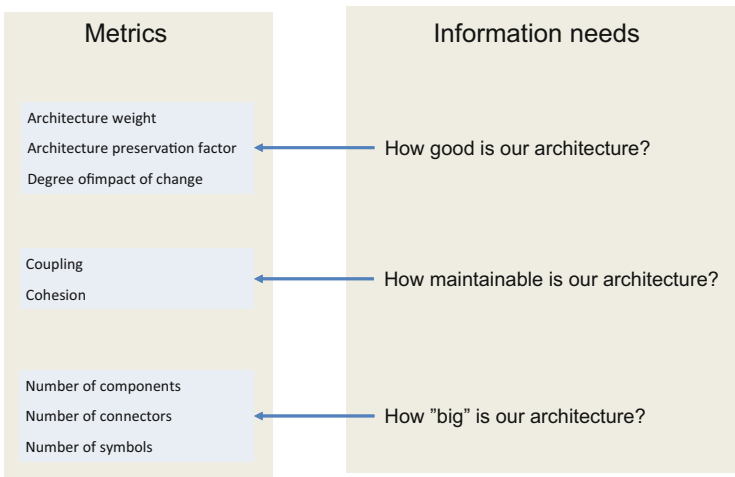 Metrics
Information needs
Architecture weight
Architecture preservation factor
Degree ofimpact of change
How good is our architecture?
Coupling
Cohesion
How maintainable is our architecture?
Number of components
Number of connectors
Number of symbols
How ”big” is our architecture?